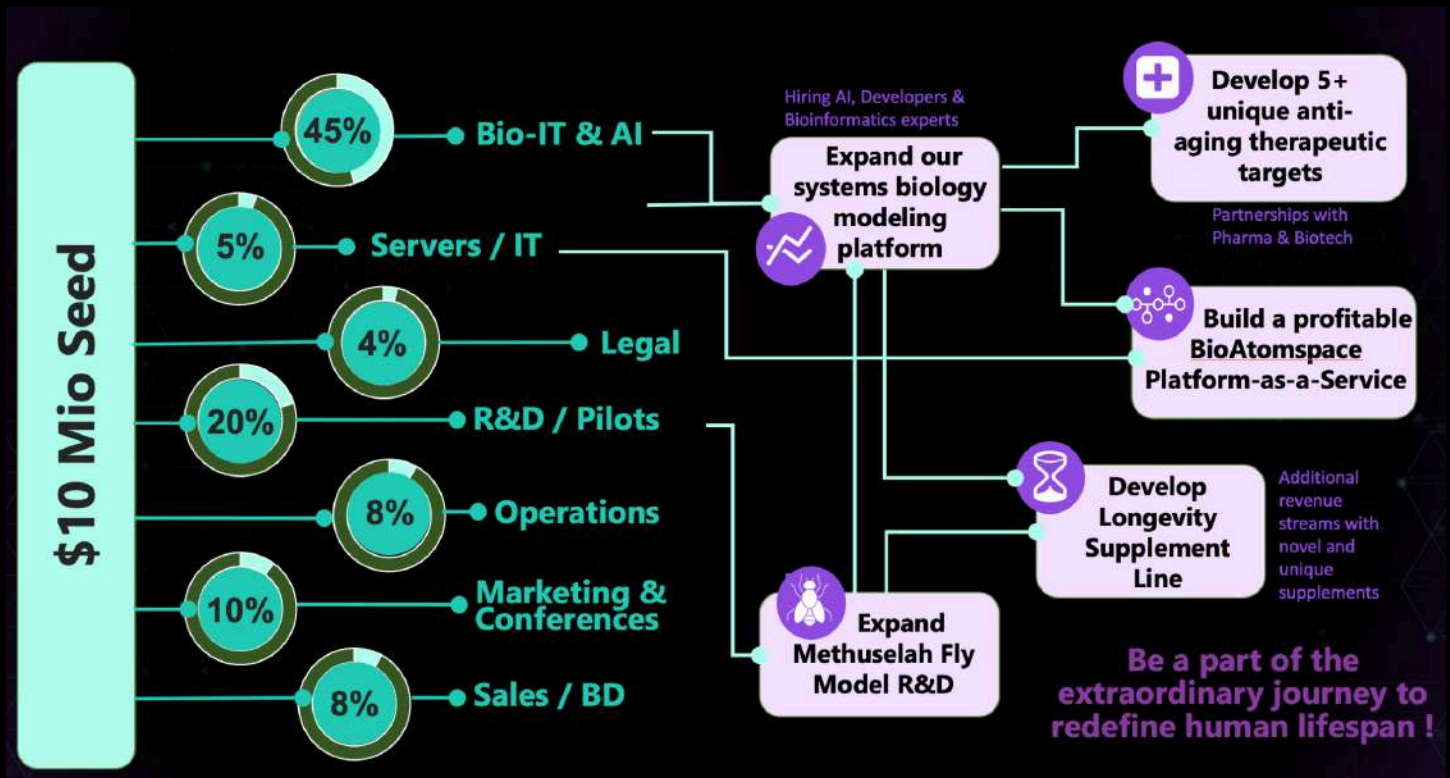 $10 Mio Seed
45%
Bio-IT & AI
5%
Servers / IT
4%
Legal
20%
R&D / Pilots
8%
Operations
10%
Marketing &
Conferences
8%
Sales / BD
Hiring AI, Developers &
Bioinformatics experts
Expand our
systems biology
modeling
platform
Expand
Methuselah Fly
Model R&D
Develop 5+
unique anti-
aging therapeutic
targets
Partnerships with
Pharma & Biotech
Build a profitable
BioAtomspace
Platform-as-a-Service
Develop
Longevity
Supplement
Line
Additional
revenue
streams with
novel and
unique
supplements
Be a part of the
extraordinary journey to
redefine human lifespan !